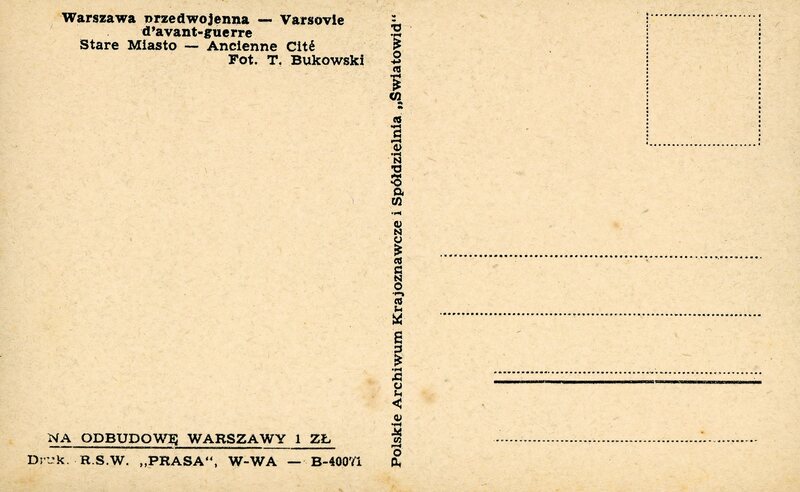 Warszawa przedwojenna — Varsovie
d'avant-guerre
Stare Miasto — Ancienne Cité
Fot. T. Bukowski
Polskie Archiwum Krajoznawcze i Spółdzielnia „Światowid"
NA ODBUDOWĘ WARSZAWY 1 ZŁ
Druk. R.S.W. „PRASA", W-WA — B-40071